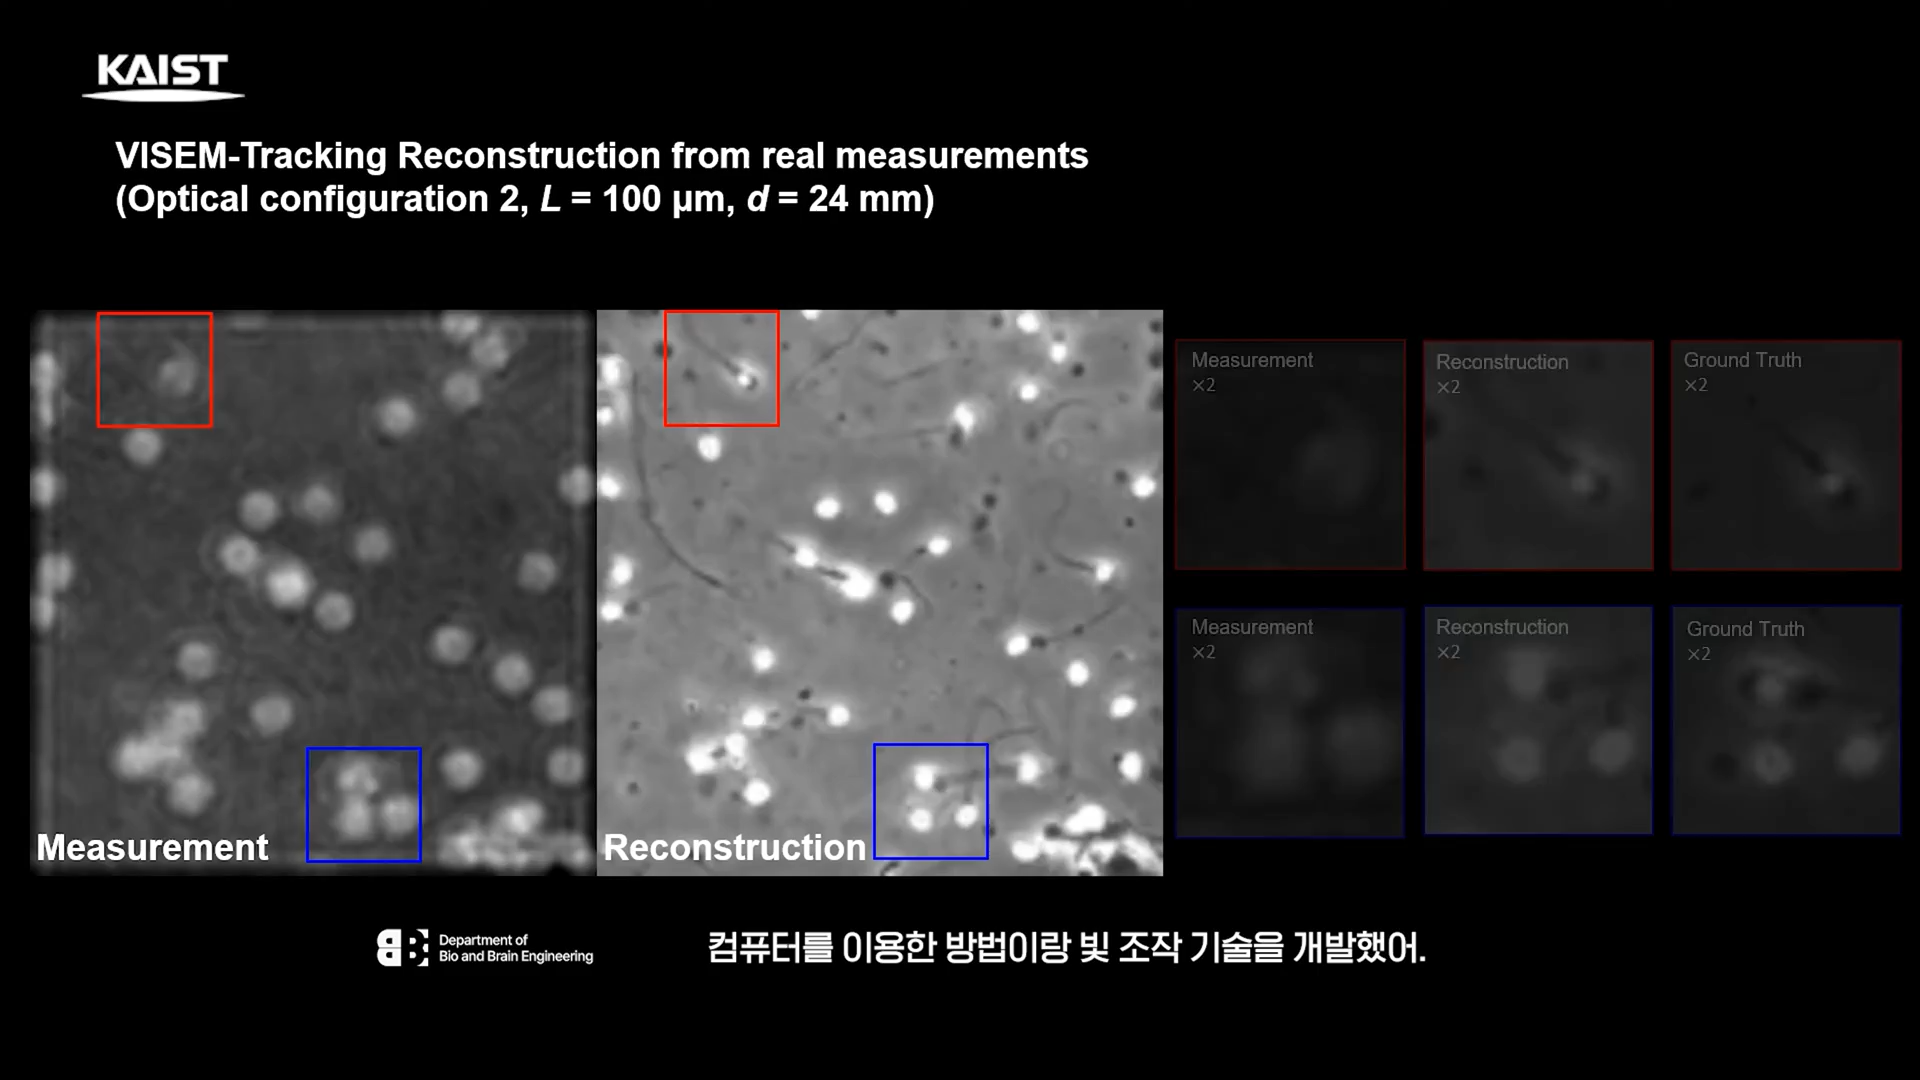 KAIST
VISEM-Tracking Reconstruction from real measurements
(Optical configuration 2, L = 100 μm, d = 24 mm)
Measurement
Reconstruction
Measurement
×2
Reconstruction
×2
Ground Truth
×2
Measurement
×2
Reconstruction
×2
Ground Truth
×2
Department of
Bio and Brain Engineering
컴퓨터를 이용한 방법이랑 빛 조작 기술을 개발했어.